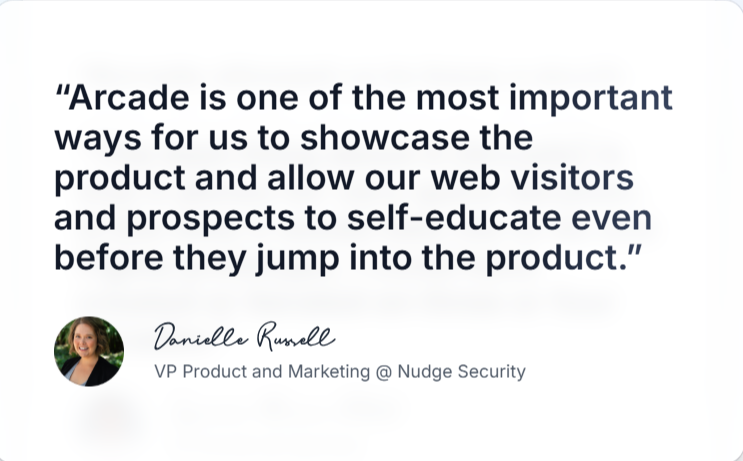 “Arcade is one of the most important
ways for us to showcase the
product and allow our web visitors
and prospects to self-educate even
before they jump into the product.”
Danielle Russell
VP Product and Marketing @ Nudge Security